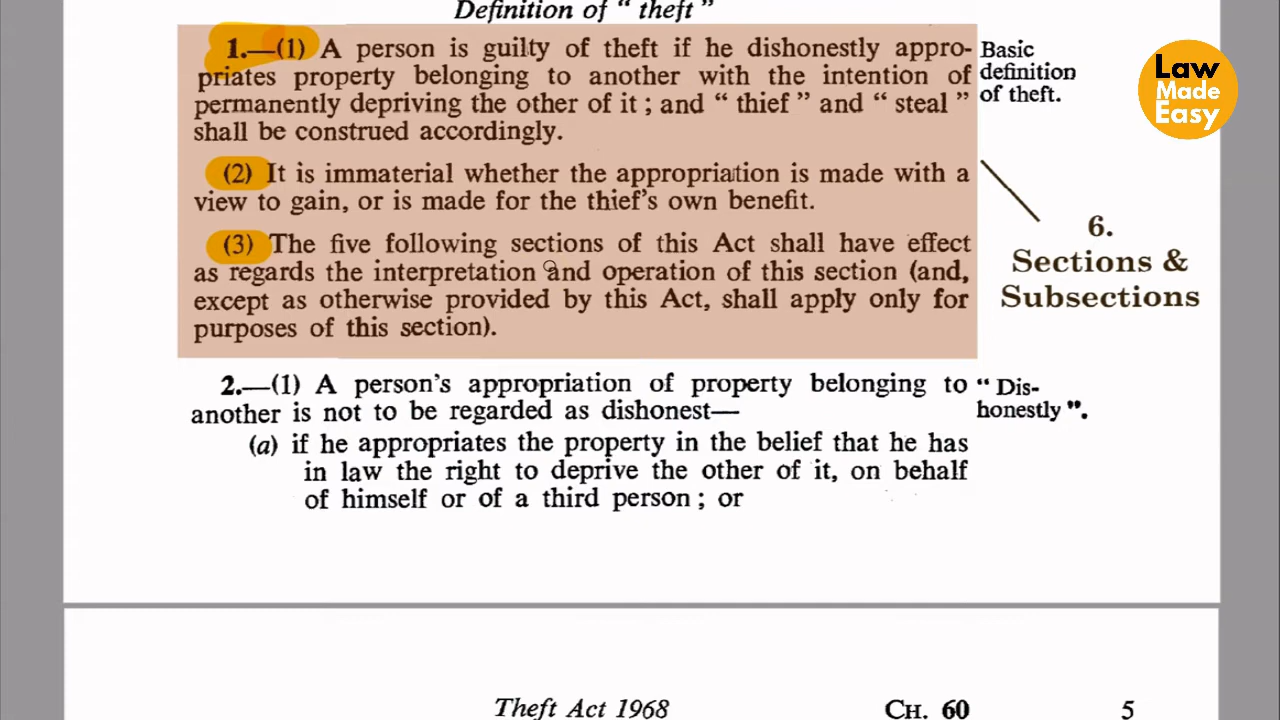 Definition of “ theft ”
1.—(1) A person is guilty of theft if he dishonestly appro-
priates property belonging to another with the intention of
permanently depriving the other of it ; and “ thief ” and “ steal ”
shall be construed accordingly.
Basic
definition
of theft.
Law
Made
Easy
(2) It is immaterial whether the appropriation is made with a
view to gain, or is made for the thief’s own benefit.
(3) The five following sections of this Act shall have effect
as regards the interpretation and operation of this section (and,
except as otherwise provided by this Act, shall apply only for
purposes of this section).
6.
Sections &
Subsections
2.—(1) A person’s appropriation of property belonging to
another is not to be regarded as dishonest—
“ Dis-
honestly ”.
(a) if he appropriates the property in the belief that he has
in law the right to deprive the other of it, on behalf
of himself or of a third person ; or
Theft Act 1968 CH. 60 5